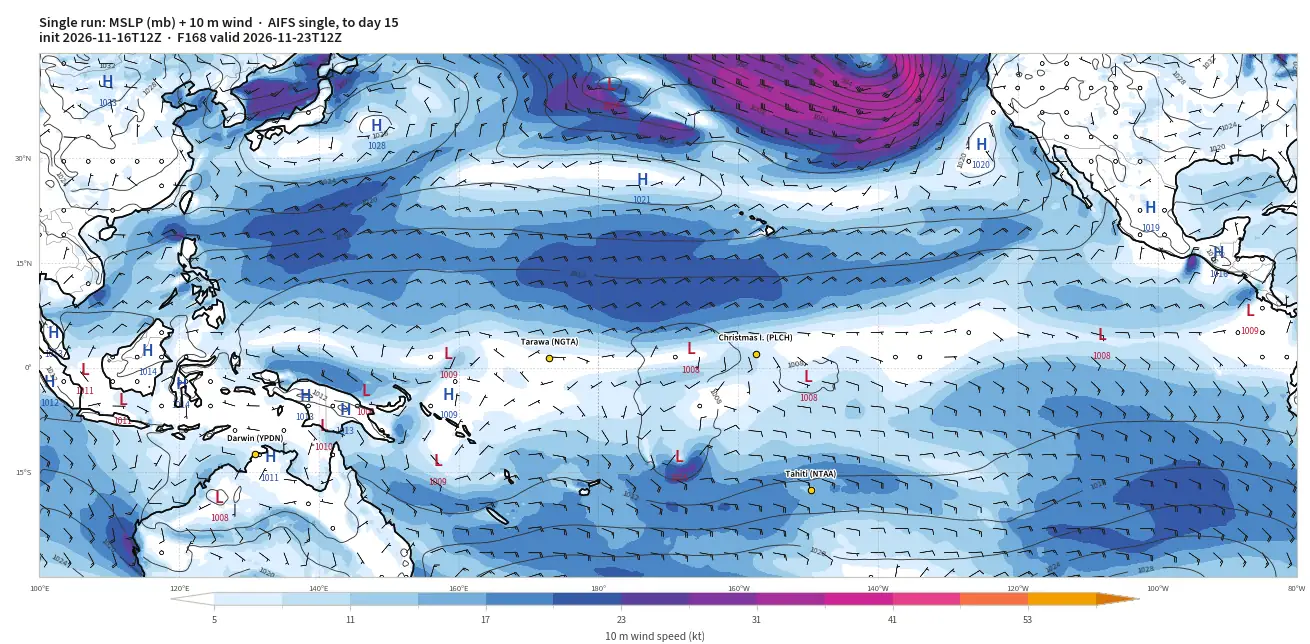 Single run: MSLP (mb) + 10 m wind · AIFS single, to day 15
init 2026-11-16T12Z · F168 valid 2026-11-23T12Z
H
1033
H
1028
L
H
1021
H
1020
H
1019
H
1016
L
1009
L
1008
30°N
15°N
0°
15°S
H
H
1014
L
1011
H
1012
L
H
L
1009
H
1009
Tarawa (NGTA)
L
1008
Christmas I. (PLCH)
L
1008
H
1013
L
H
1013
L
1010
Darwin (YPDN)
H
1011
L
1008
L
1009
L
Tahiti (NTAA)
100°E
120°E
140°E
160°E
180°
160°W
140°W
120°W
100°W
80°W
5
11
17
23
31
41
53
10 m wind speed (kt)